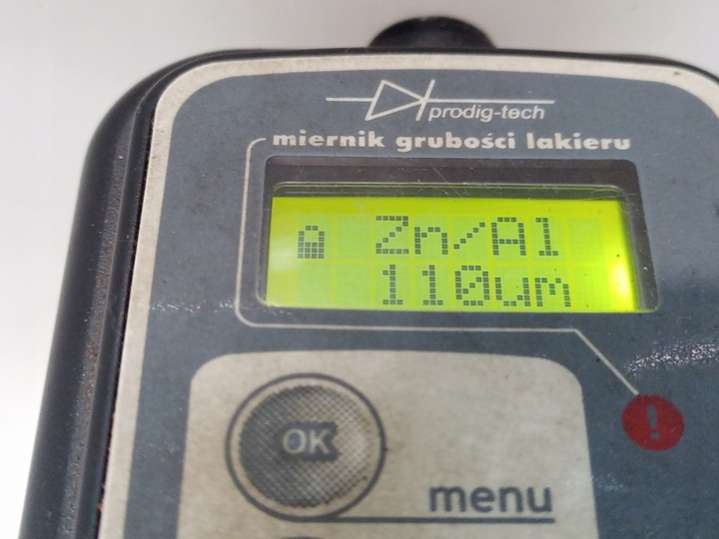 prodig-tech
miernik grubości lakieru
Zn/Al
110um
!
OK
menu